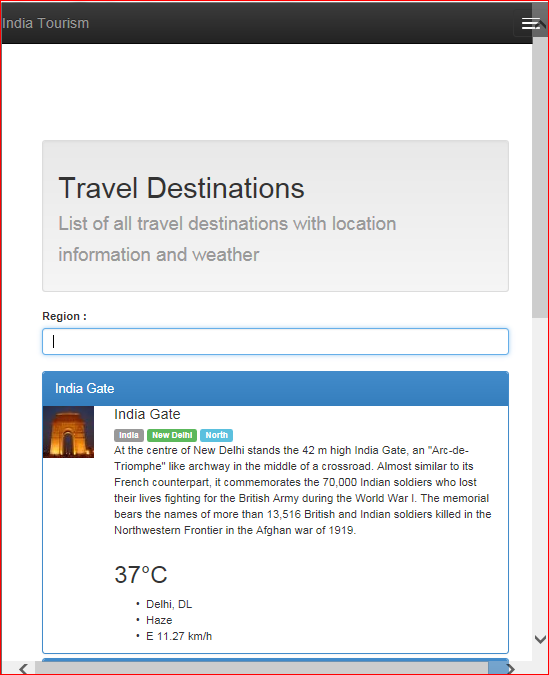 India Tourism
Travel Destinations
List of all travel destinations with location
information and weather
Region :
India Gate
India Gate
India New Delhi North
At the centre of New Delhi stands the 42 m high India Gate, an "Arc-de-
Triomphe" like archway in the middle of a crossroad. Almost similar to its
French counterpart, it commemorates the 70,000 Indian soldiers who lost
their lives fighting for the British Army during the World War I. The memorial
bears the names of more than 13,516 British and Indian soldiers killed in the
Northwestern Frontier in the Afghan war of 1919.
37°C
• Delhi, DL
• Haze
• E 11.27 km/h